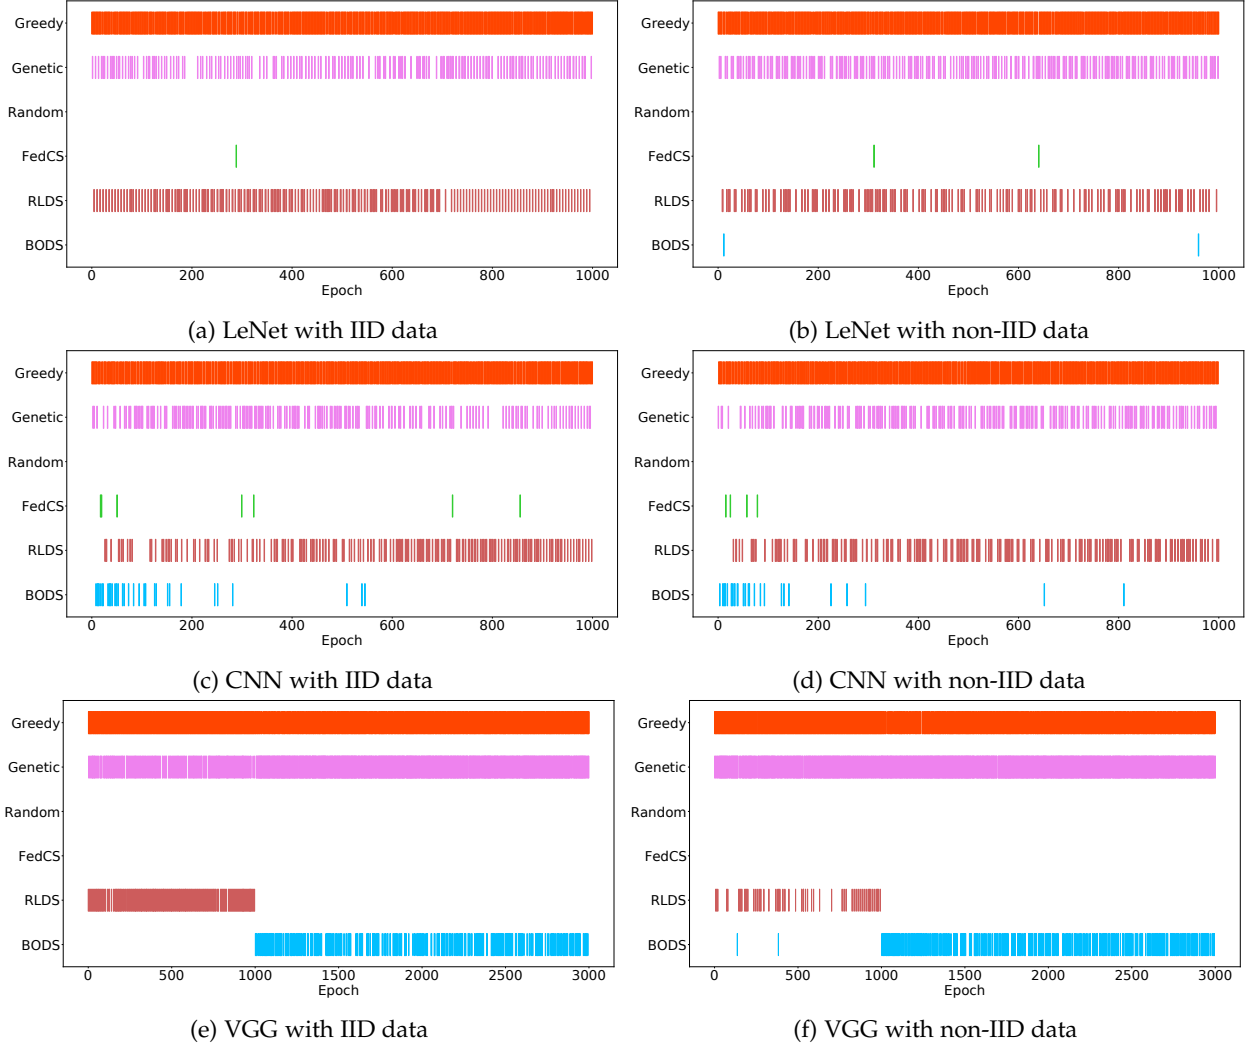 Greedy
Genetic
Random
FedCS
RLDS
BODS
0 200 400 600 800 1000
Epoch
(a) LeNet with IID data
Greedy
Genetic
Random
FedCS
RLDS
BODS
0 200 400 600 800 1000
Epoch
(b) LeNet with non-IID data
Greedy
Genetic
Random
FedCS
RLDS
BODS
0 200 400 600 800 1000
Epoch
(c) CNN with IID data
Greedy
Genetic
Random
FedCS
RLDS
BODS
0 200 400 600 800 1000
Epoch
(d) CNN with non-IID data
Greedy
Genetic
Random
FedCS
RLDS
BODS
0 500 1000 1500 2000 2500 3000
Epoch
(e) VGG with IID data
Greedy
Genetic
Random
FedCS
RLDS
BODS
0 500 1000 1500 2000 2500 3000
Epoch
(f) VGG with non-IID data